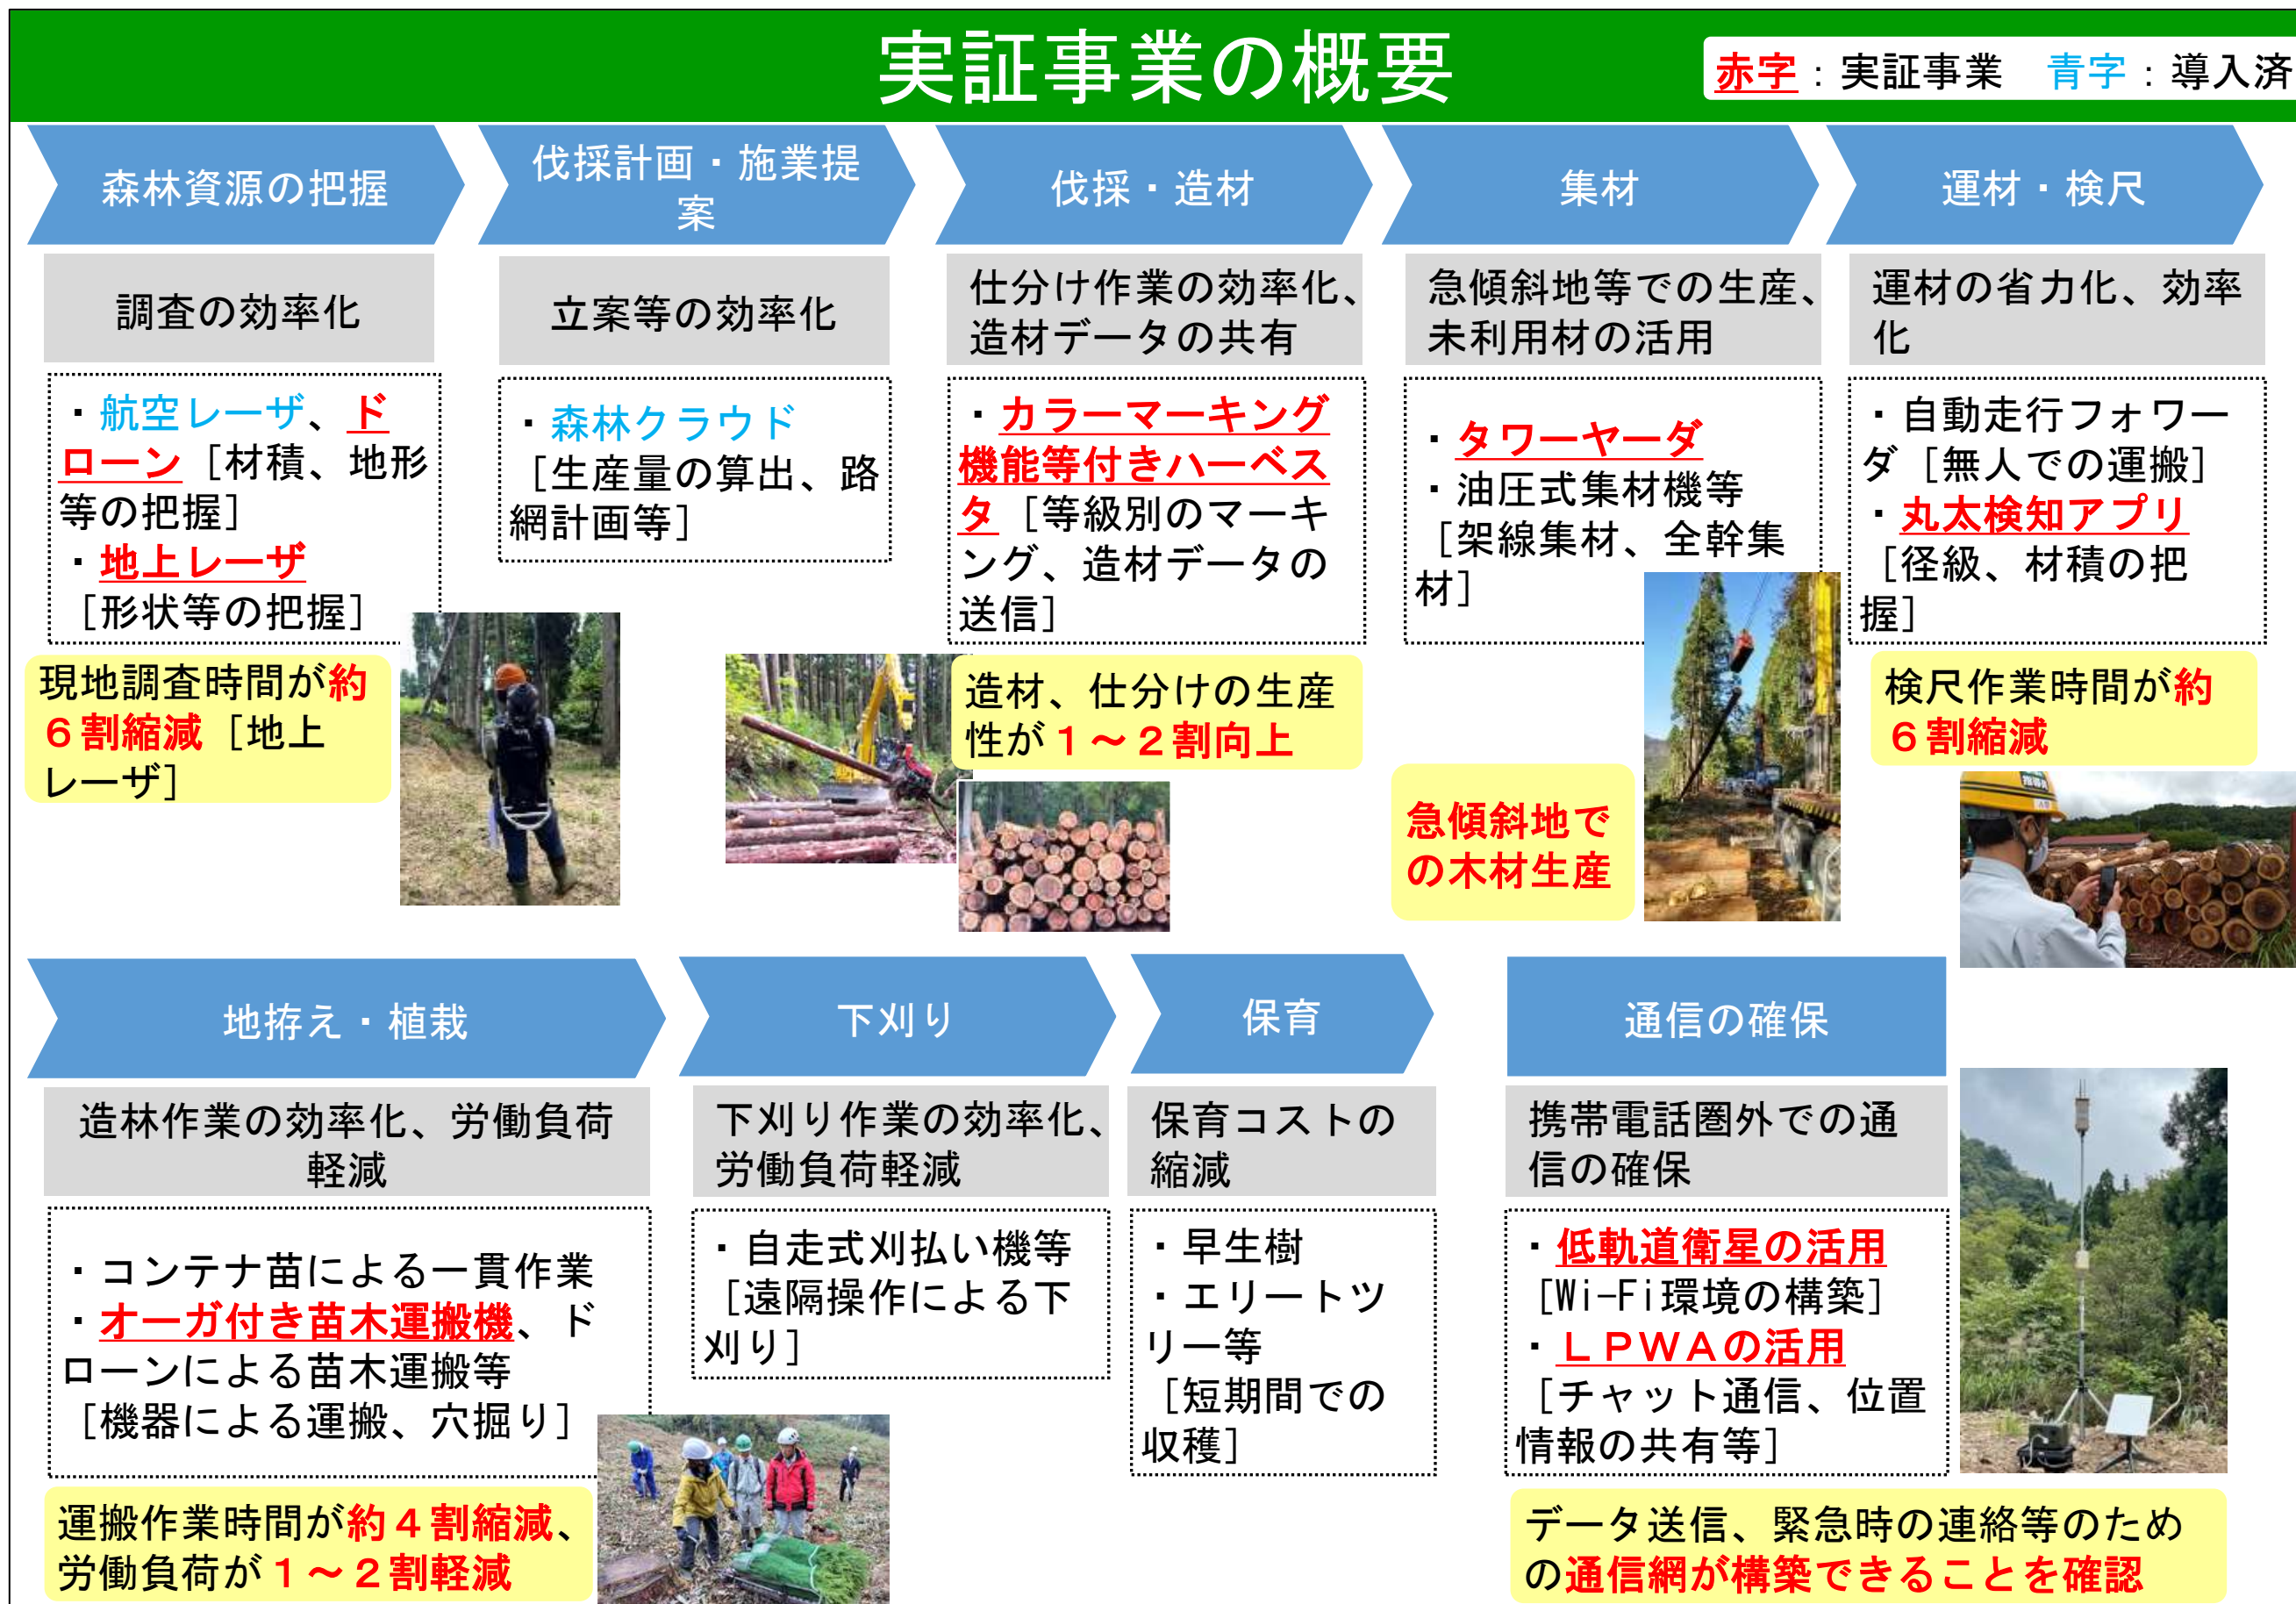 実証事業の概要
赤字：実証事業　青字：導入済
森林資源の把握
伐採計画・施業提
案
伐採・造材
集材
運材・検尺
調査の効率化
立案等の効率化
仕分け作業の効率化、
造材データの共有
急傾斜地等での生産、
未利用材の活用
運材の省力化、効率
化
・航空レーザ、ド
ローン［材積、地形
等の把握］
・地上レーザ
［形状等の把握］
・森林クラウド
［生産量の算出、路
網計画等］
・カラーマーキング
機能等付きハーベス
タ［等級別のマーキ
ング、造材データの
送信］
・タワーヤーダ
・油圧式集材機等
［架線集材、全幹集
材］
・自動走行フォワー
ダ［無人での運搬］
・丸太検知アプリ
［径級、材積の把
握］
現地調査時間が約
６割縮減［地上
レーザ］
造材、仕分けの生産
性が１～２割向上
急傾斜地で
の木材生産
検尺作業時間が約
６割縮減
地拵え・植栽
下刈り
保育
通信の確保
造林作業の効率化、労働負荷
軽減
下刈り作業の効率化、
労働負荷軽減
保育コストの
縮減
携帯電話圏外での通
信の確保
・コンテナ苗による一貫作業
・オーガ付き苗木運搬機、ド
ローンによる苗木運搬等
［機器による運搬、穴掘り］
・自走式刈払い機等
［遠隔操作による下
刈り］
・早生樹
・エリートツ
リー等
［短期間での
収穫］
・低軌道衛星の活用
［Wi-Fi環境の構築］
・ＬＰＷＡの活用
［チャット通信、位置
情報の共有等］
運搬作業時間が約４割縮減、
労働負荷が１～２割軽減
データ送信、緊急時の連絡等のため
の通信網が構築できることを確認